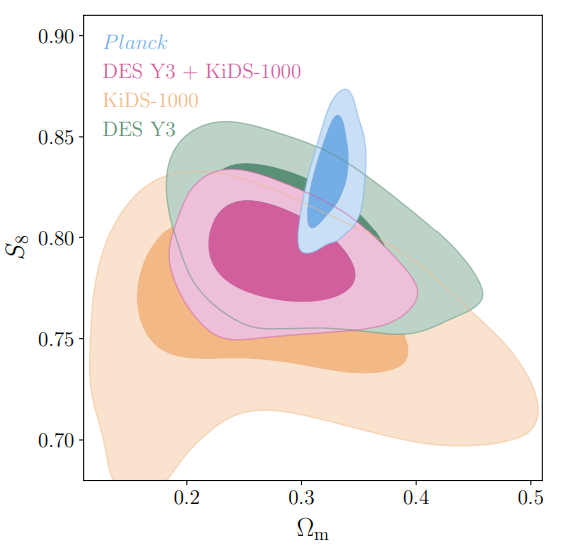 Planck
DES Y3 + KiDS-1000
KiDS-1000
DES Y3
0.90
0.85
0.80
0.75
0.70
S₈
0.2
0.3
0.4
0.5
Ωₘ